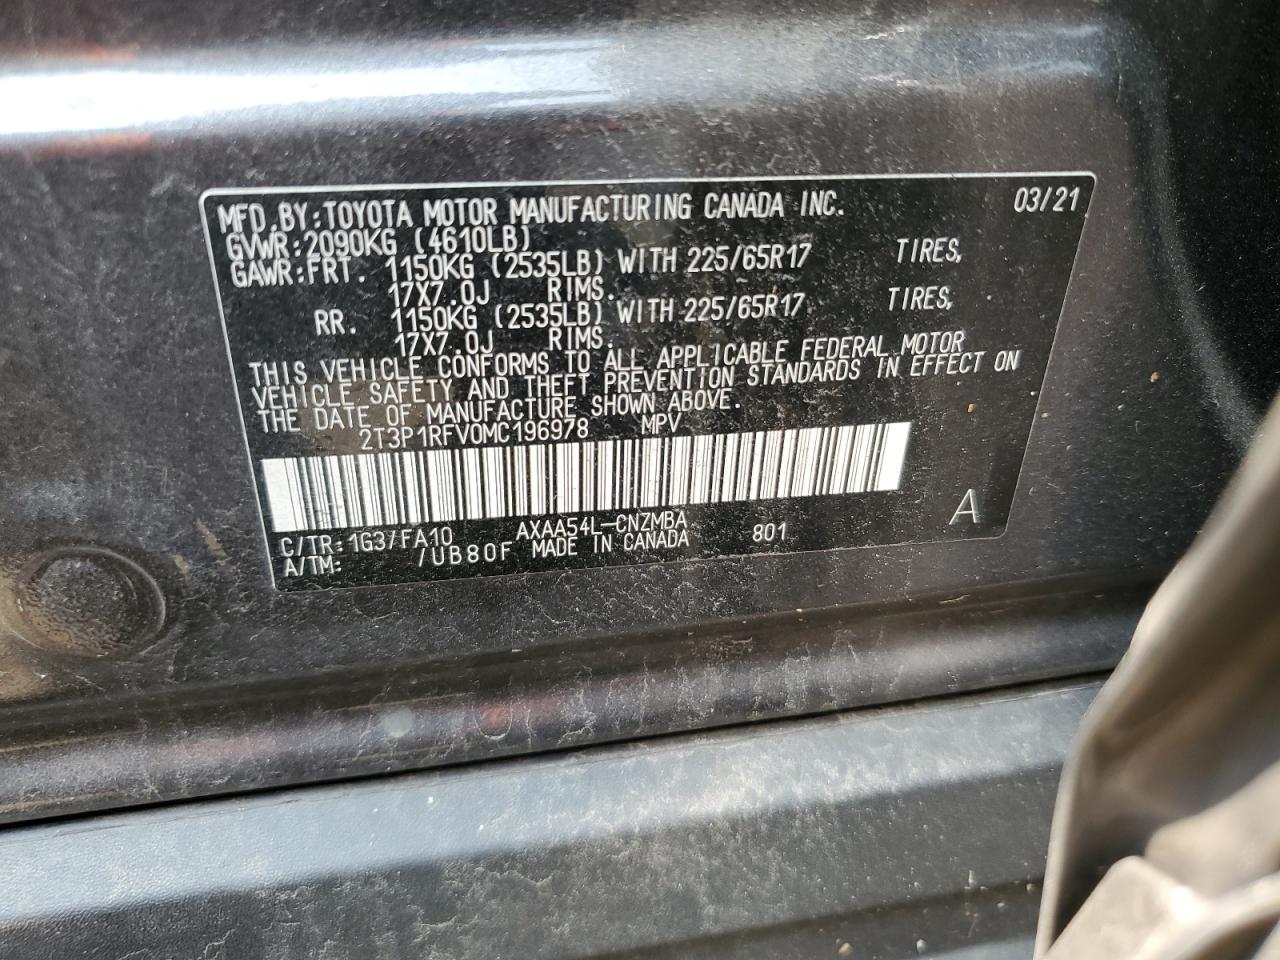 MFD.BY:TOYOTA MOTOR MANUFACTURING CANADA INC. 03/21
GVWR:2090KG (4610LB)
GAWR:FRT. 1150KG (2535LB) WITH 225/65R17 TIRES,
17X7.0J RIMS.
RR. 1150KG (2535LB) WITH 225/65R17 TIRES,
17X7.0J RIMS.
THIS VEHICLE CONFORMS TO ALL APPLICABLE FEDERAL MOTOR
VEHICLE SAFETY AND THEFT PREVENTION STANDARDS IN EFFECT ON
THE DATE OF MANUFACTURE SHOWN ABOVE.
2T3P1RFV0MC196978 MPV
C/TR:1G3/FA10 AXAA54L-CNZMBA 801 A
A/TM: /UB80F MADE IN CANADA